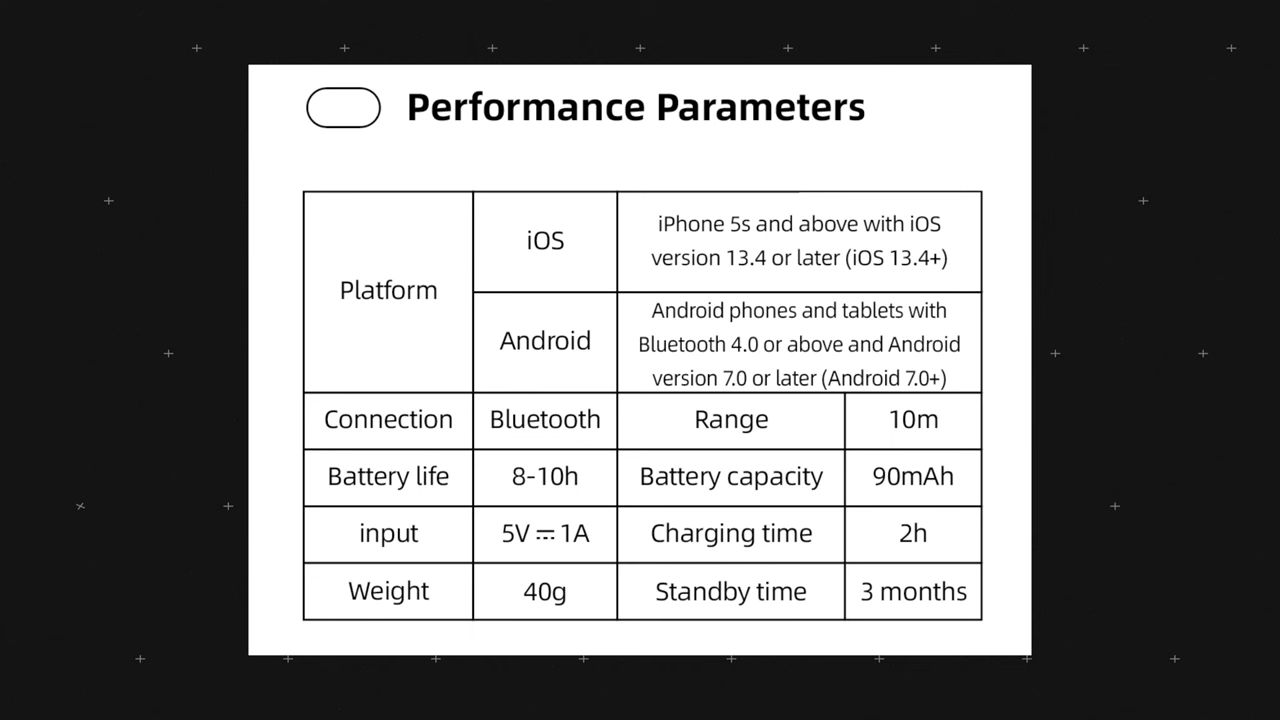 Performance Parameters
Platform
iOS
iPhone 5s and above with iOS
version 13.4 or later (iOS 13.4+)
Android
Android phones and tablets with
Bluetooth 4.0 or above and Android
version 7.0 or later (Android 7.0+)
Connection Bluetooth Range 10m
Battery life 8-10h Battery capacity 90mAh
input 5V⎓1A Charging time 2h
Weight 40g Standby time 3 months